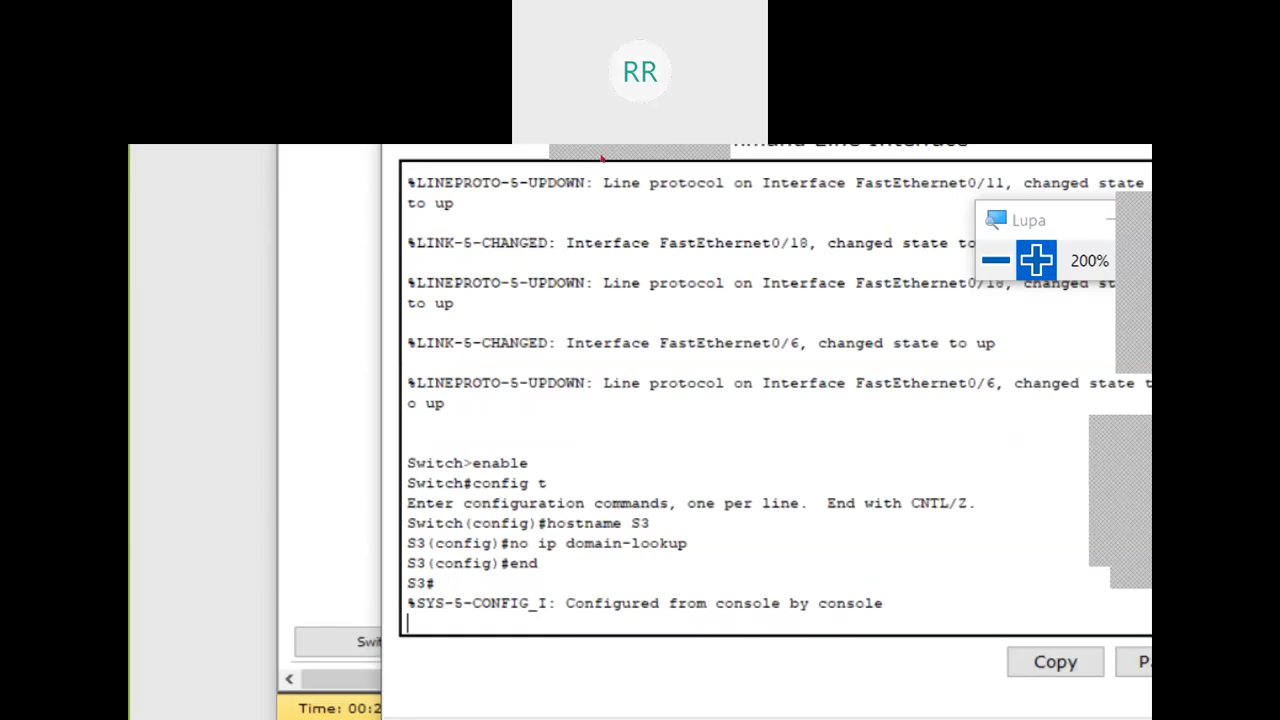 RR
%LINEPROTO-5-UPDOWN: Line protocol on Interface FastEthernet0/11, changed state
to up
%LINK-5-CHANGED: Interface FastEthernet0/18, changed state to
%LINEPROTO-5-UPDOWN: Line protocol on Interface FastEthernet0/18, changed st
to up
%LINK-5-CHANGED: Interface FastEthernet0/6, changed state to up
%LINEPROTO-5-UPDOWN: Line protocol on Interface FastEthernet0/6, changed state t
o up
Switch>enable
Switch#config t
Enter configuration commands, one per line. End with CNTL/Z.
Switch(config)#hostname S3
S3(config)#no ip domain-lookup
S3(config)#end
S3#
%SYS-5-CONFIG_I: Configured from console by console
Lupa
200%
Swit
Copy
Time: 00:2